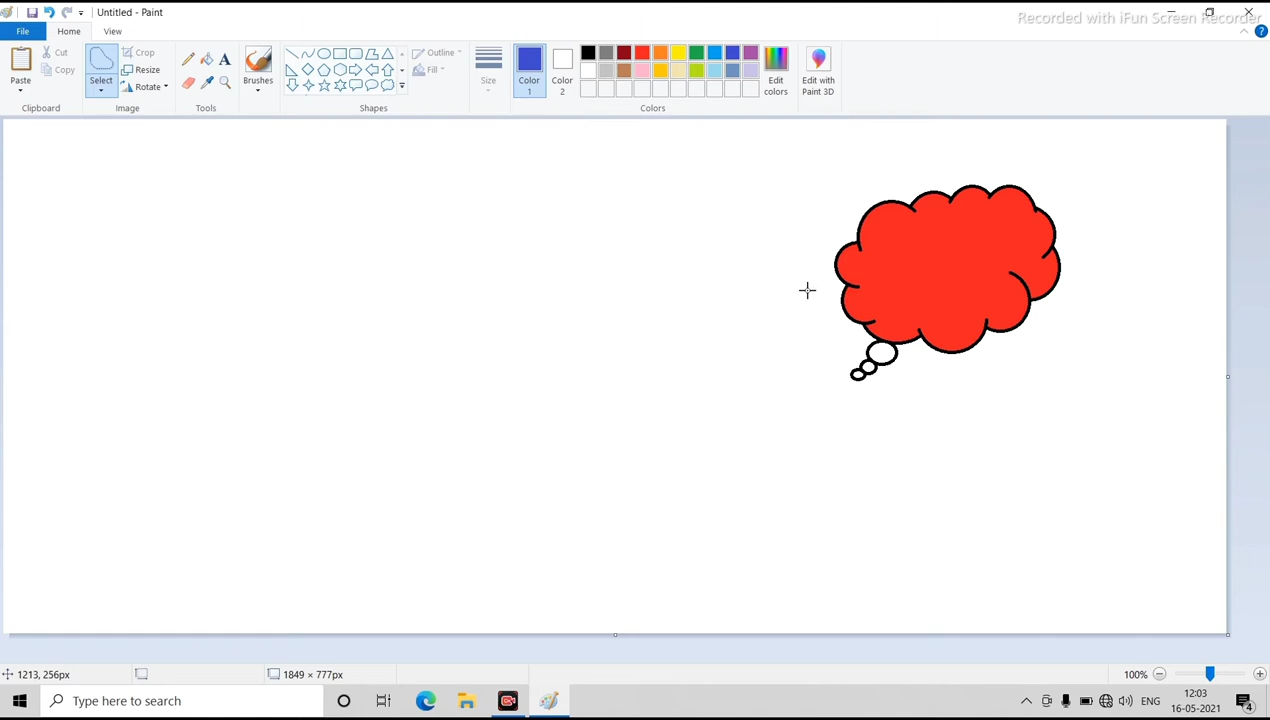 Untitled - Paint
Recorded with iFun Screen Recorder
File
Home
View
Paste
Cut
Copy
Clipboard
Select
Crop
Resize
Rotate
Image
Tools
Brushes
Outline
Fill
Shapes
Size
Color 1
Color 2
Edit colors
Colors
Edit with Paint 3D
1213, 256px
1849 × 777px
100%
Type here to search
ENG
12:03
16-05-2021
4